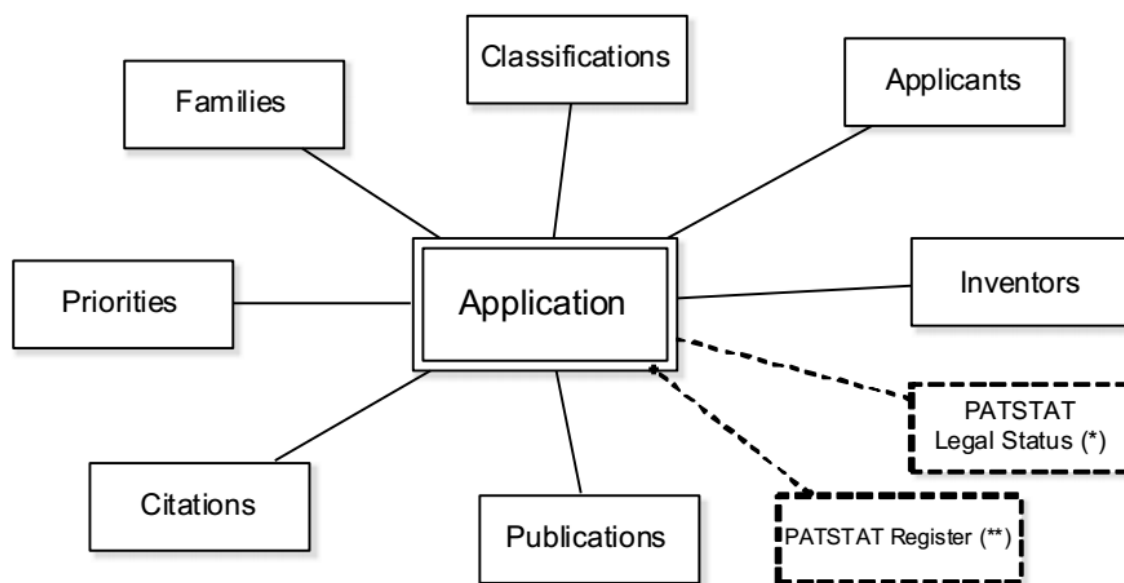 Classifications
Families
Applicants
Priorities
Application
Inventors
PATSTAT
Legal Status (*)
Citations
Publications
PATSTAT Register (**)